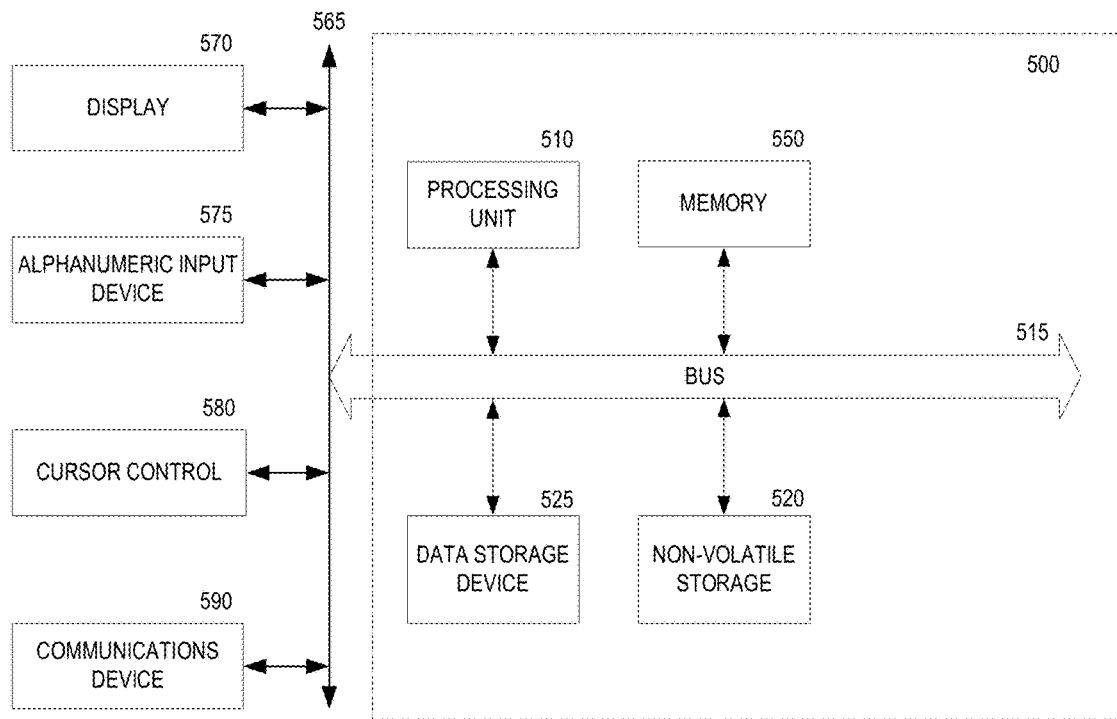 565
570
DISPLAY
575
ALPHANUMERIC INPUT
DEVICE
580
CURSOR CONTROL
590
COMMUNICATIONS
DEVICE
500
510
PROCESSING
UNIT
550
MEMORY
515
BUS
525
DATA STORAGE
DEVICE
520
NON-VOLATILE
STORAGE